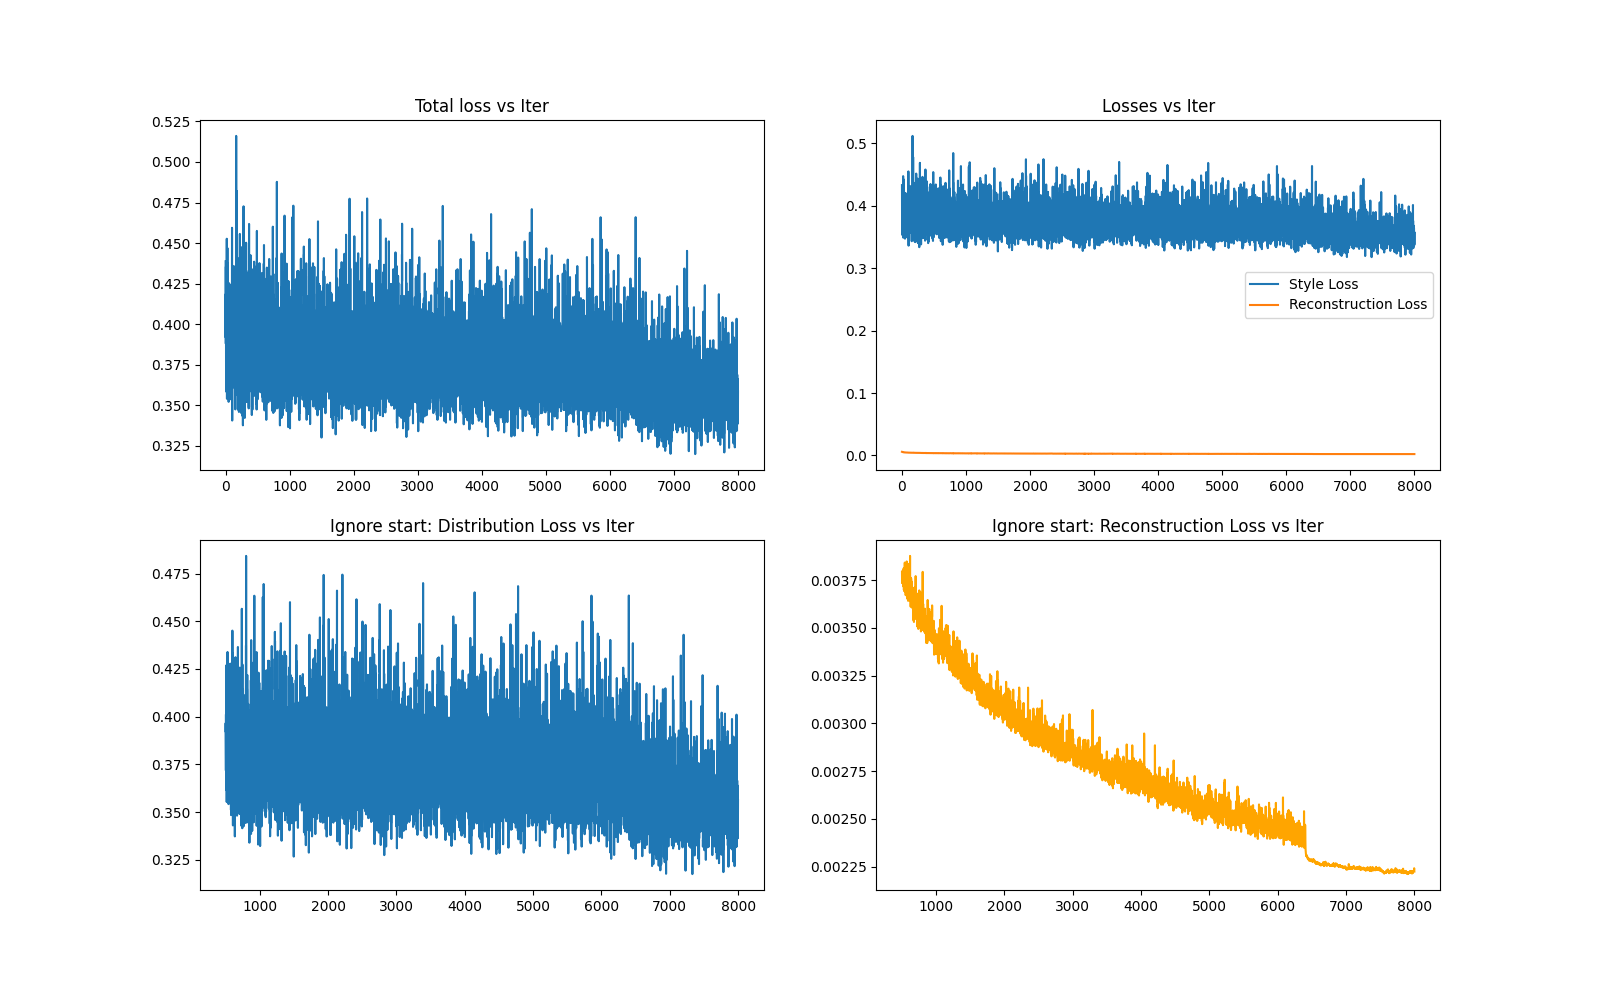 Total loss vs Iter
0.525
0.500
0.475
0.450
0.425
0.400
0.375
0.350
0.325
0 1000 2000 3000 4000 5000 6000 7000 8000
Losses vs Iter
0.5
0.4
0.3
0.2
0.1
0.0
Style Loss
Reconstruction Loss
0 1000 2000 3000 4000 5000 6000 7000 8000
Ignore start: Distribution Loss vs Iter
0.475
0.450
0.425
0.400
0.375
0.350
0.325
1000 2000 3000 4000 5000 6000 7000 8000
Ignore start: Reconstruction Loss vs Iter
0.00375
0.00350
0.00325
0.00300
0.00275
0.00250
0.00225
1000 2000 3000 4000 5000 6000 7000 8000